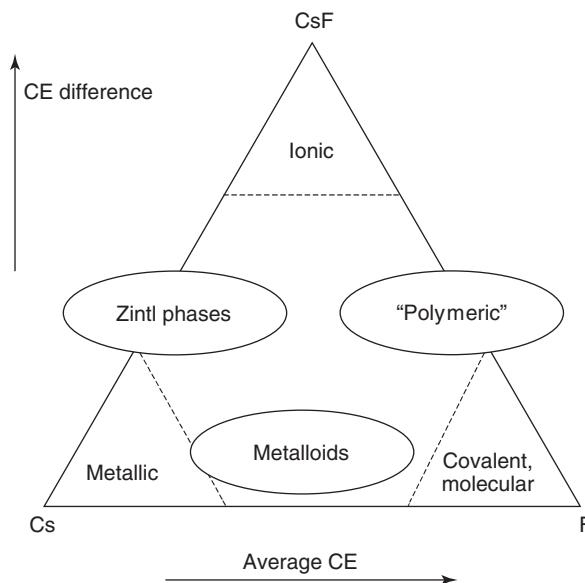 CsF
CE difference
Ionic
Zintl phases
“Polymeric”
Metallic
Metalloids
Covalent,
molecular
Cs
F
Average CE